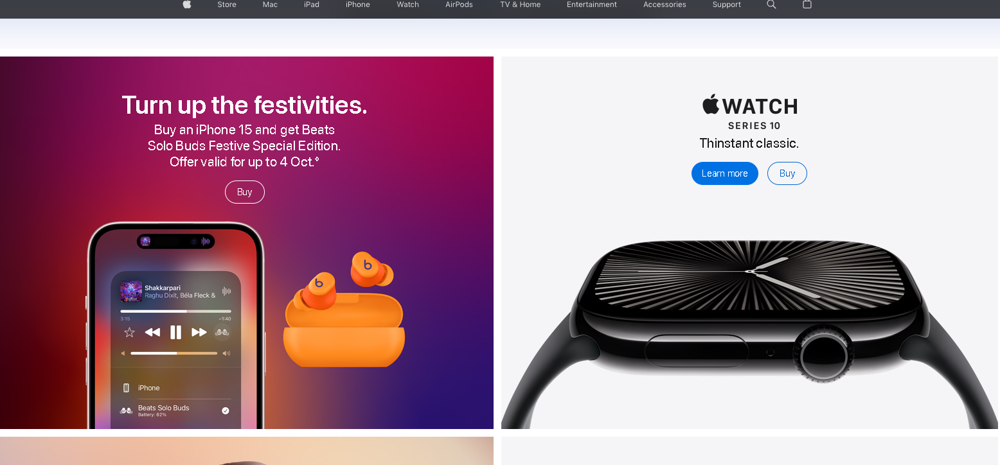 Store Mac iPad iPhone Watch AirPods TV & Home Entertainment Accessories Support
Turn up the festivities.
Buy an iPhone 15 and get Beats
Solo Buds Festive Special Edition.
Offer valid for up to 4 Oct.◊
Buy
Shakkarpari
Raghu Dixit, Béla Fleck &
3:15 −1:40
iPhone
Beats Solo Buds
Battery: 62%
WATCH
SERIES 10
Thinstant classic.
Learn more Buy